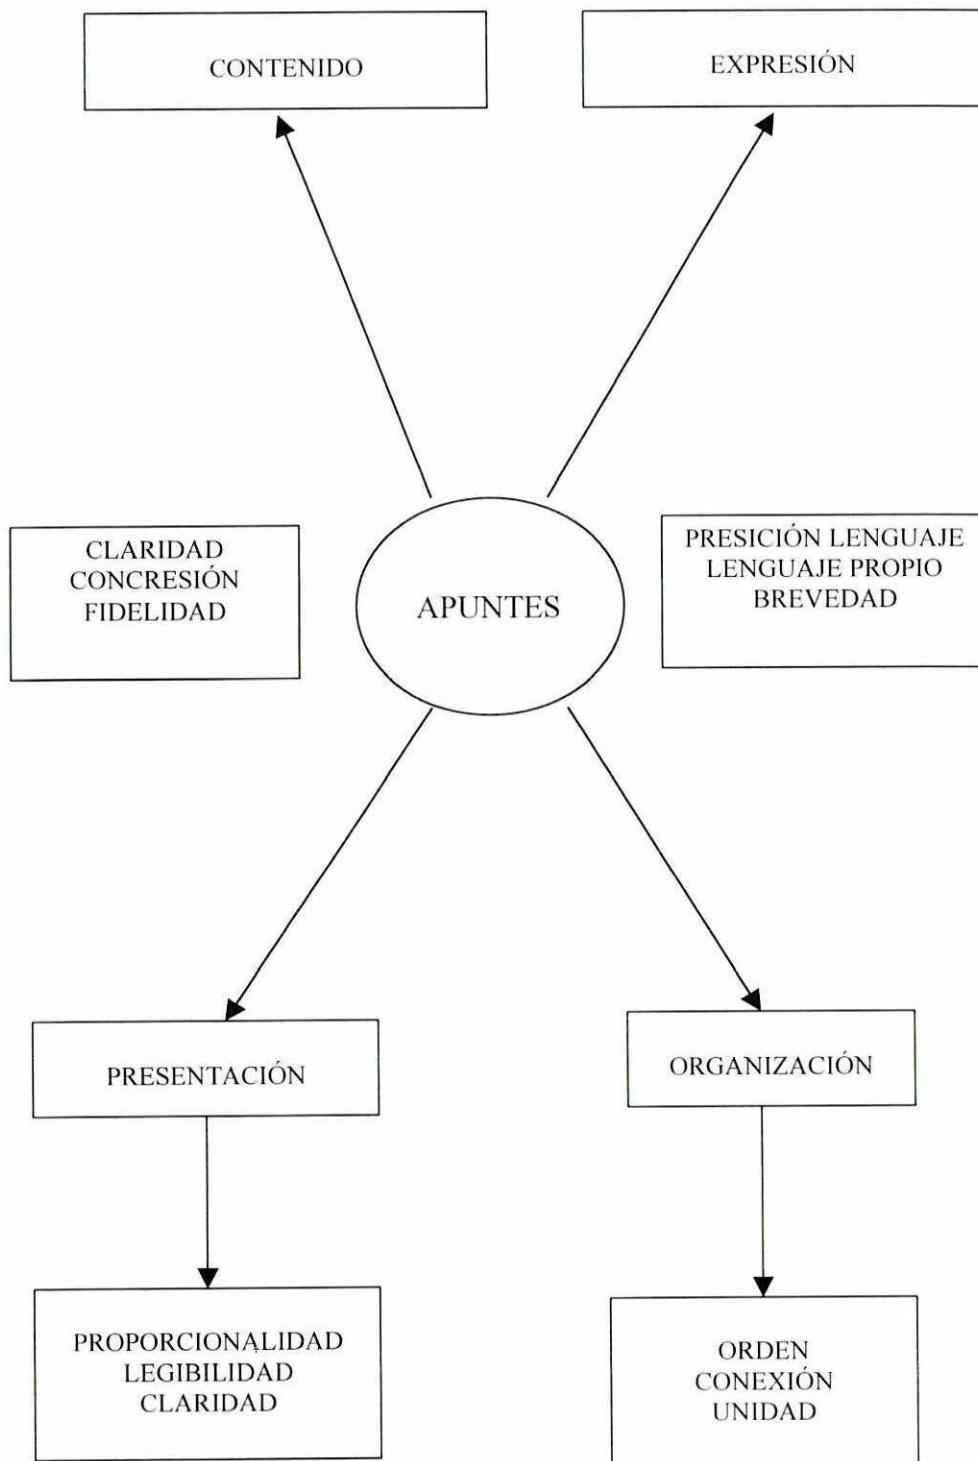 CONTENIDO
EXPRESIÓN
CLARIDAD
CONCRESIÓN
FIDELIDAD
APUNTES
PRESICIÓN LENGUAJE
LENGUAJE PROPIO
BREVEDAD
PRESENTACIÓN
ORGANIZACIÓN
PROPORCIONALIDAD
LEGIBILIDAD
CLARIDAD
ORDEN
CONEXIÓN
UNIDAD